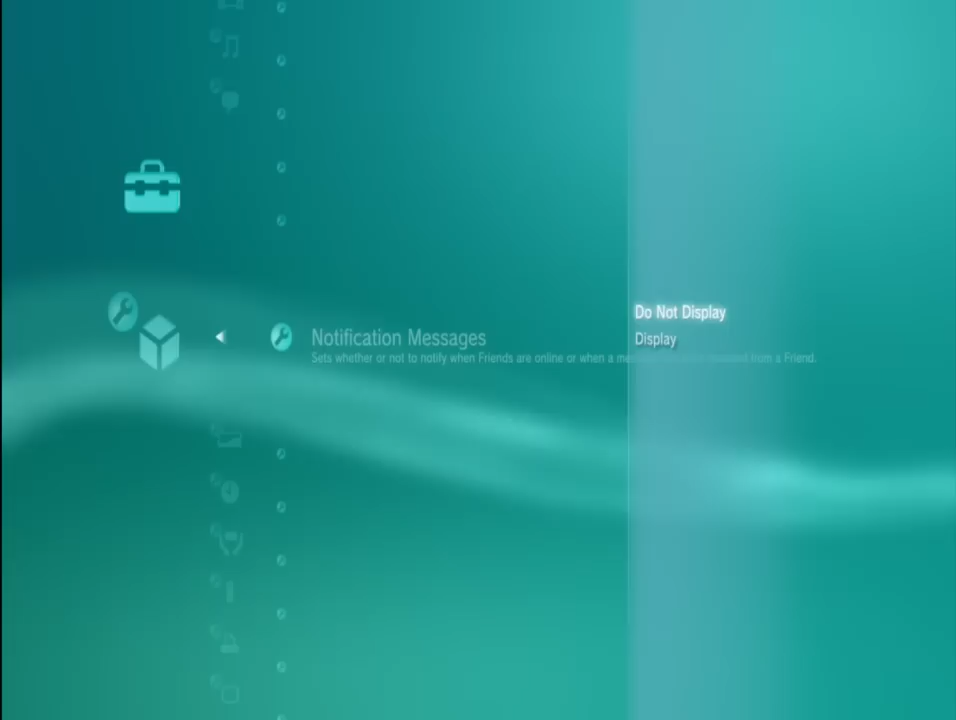 Do Not Display
Notification Messages
Display
Sets whether or not to notify when Friends are online or when a received from a Friend.